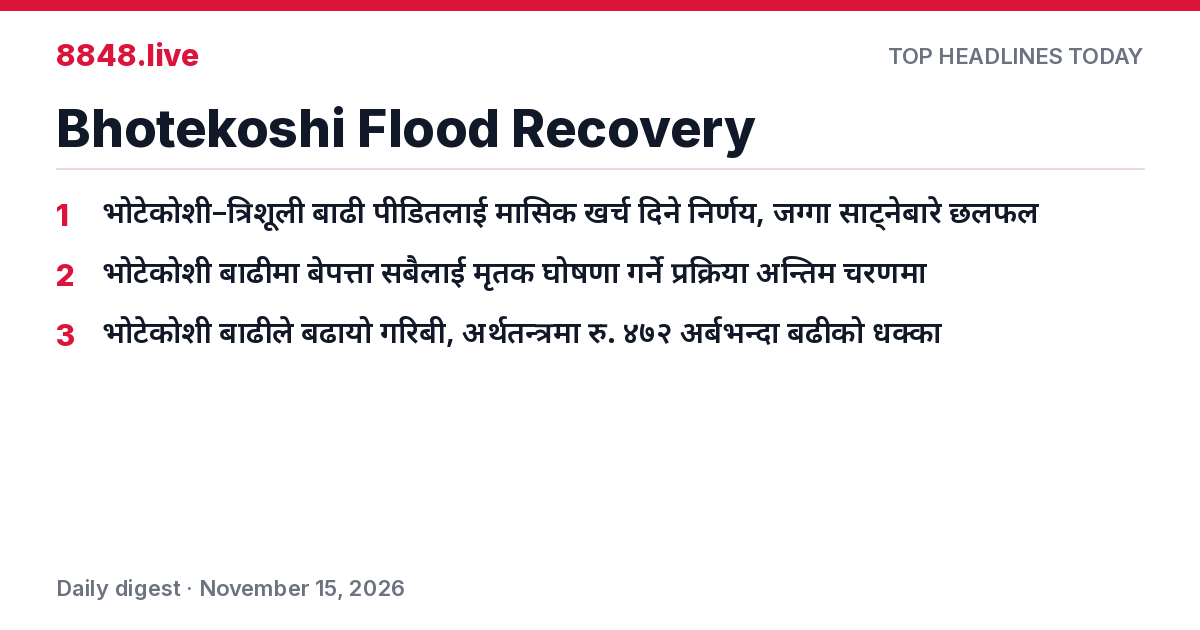 8848.live
TOP HEADLINES TODAY
Bhotekoshi Flood Recovery
1 भोटेकोशी–त्रिशूली बाढी पीडितलाई मासिक खर्च दिने निर्णय, जग्गा साट्नेबारे छलफल
2 भोटेकोशी बाढीमा बेपत्ता सबैलाई मृतक घोषणा गर्ने प्रक्रिया अन्तिम चरणमा
3 भोटेकोशी बाढीले बढायो गरिबी, अर्थतन्त्रमा रु. ४७२ अर्बभन्दा बढीको धक्का
Daily digest · November 15, 2026